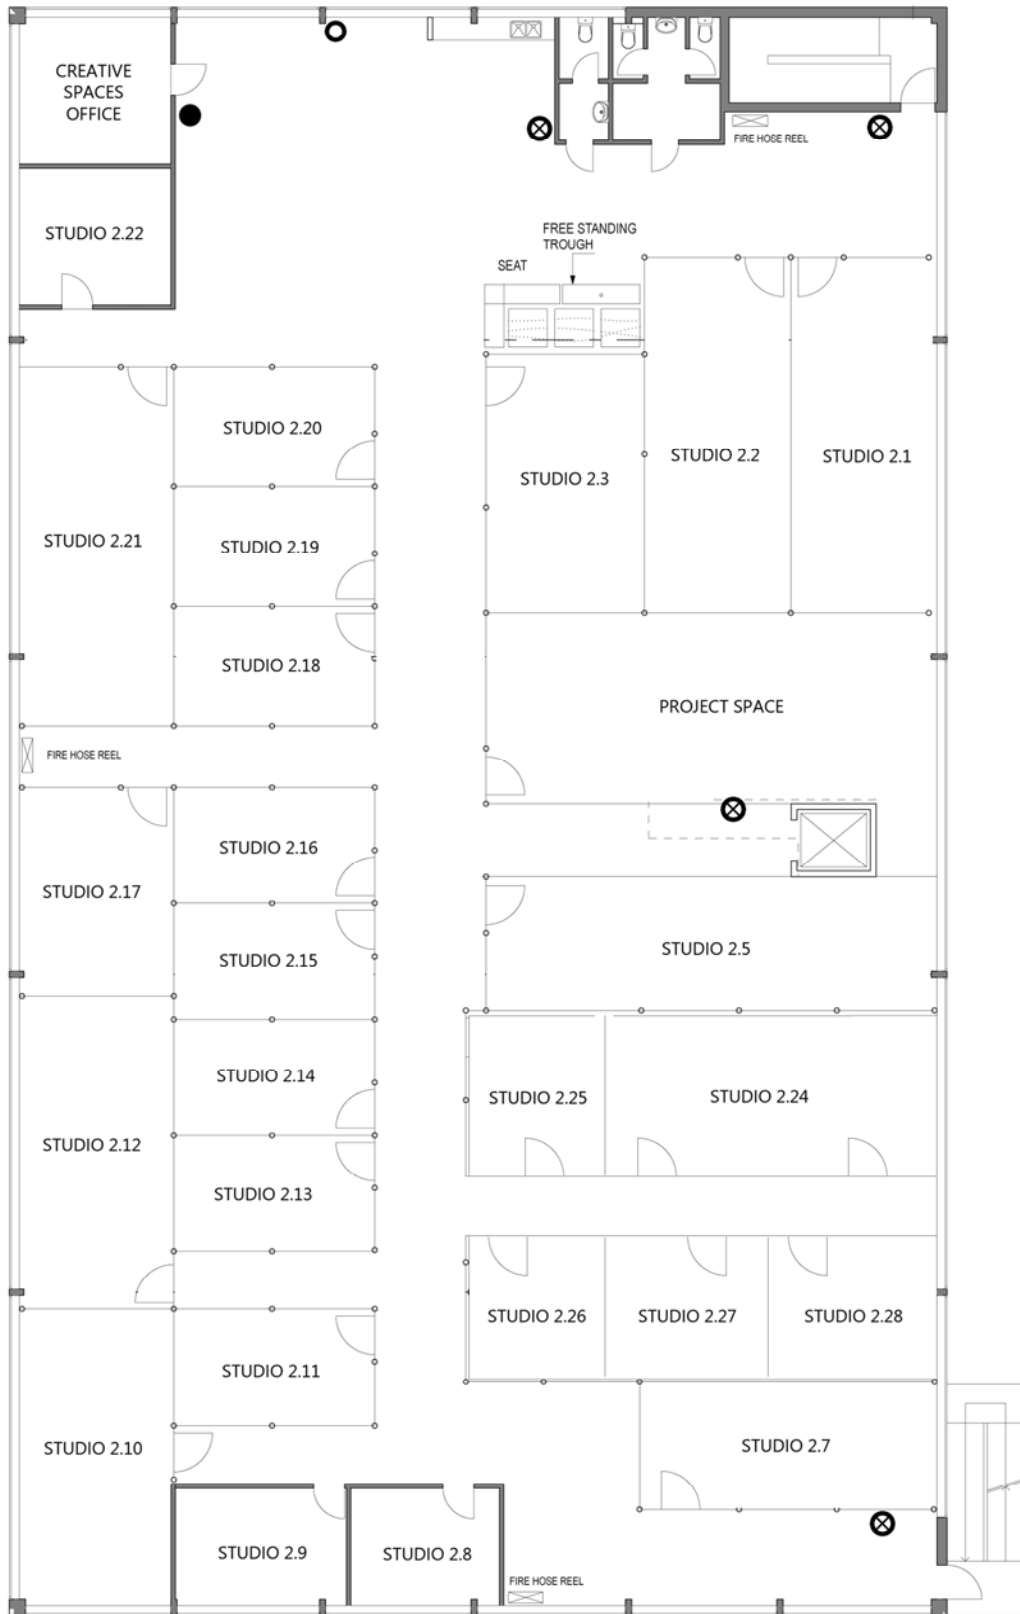 CREATIVE
SPACES
OFFICE
FIRE HOSE REEL
STUDIO 2.22
FREE STANDING
TROUGH
SEAT
STUDIO 2.20
STUDIO 2.3
STUDIO 2.2
STUDIO 2.1
STUDIO 2.21
STUDIO 2.19
STUDIO 2.18
PROJECT SPACE
FIRE HOSE REEL
STUDIO 2.16
STUDIO 2.17
STUDIO 2.15
STUDIO 2.5
STUDIO 2.14
STUDIO 2.25
STUDIO 2.24
STUDIO 2.12
STUDIO 2.13
STUDIO 2.26
STUDIO 2.27
STUDIO 2.28
STUDIO 2.11
STUDIO 2.10
STUDIO 2.7
STUDIO 2.9
STUDIO 2.8
FIRE HOSE REEL